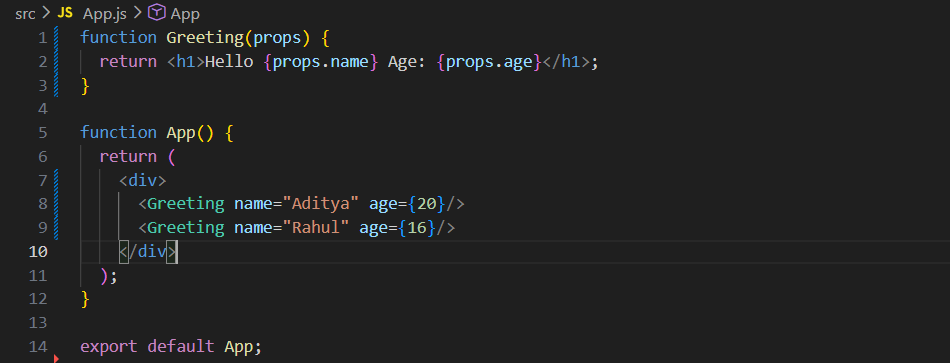 src > JS App.js > App
1 function Greeting(props) {
2   return <h1>Hello {props.name} Age: {props.age}</h1>;
3 }
4
5 function App() {
6   return (
7     <div>
8       <Greeting name="Aditya" age={20}/>
9       <Greeting name="Rahul" age={16}/>
10     </div>
11   );
12 }
13
14 export default App;